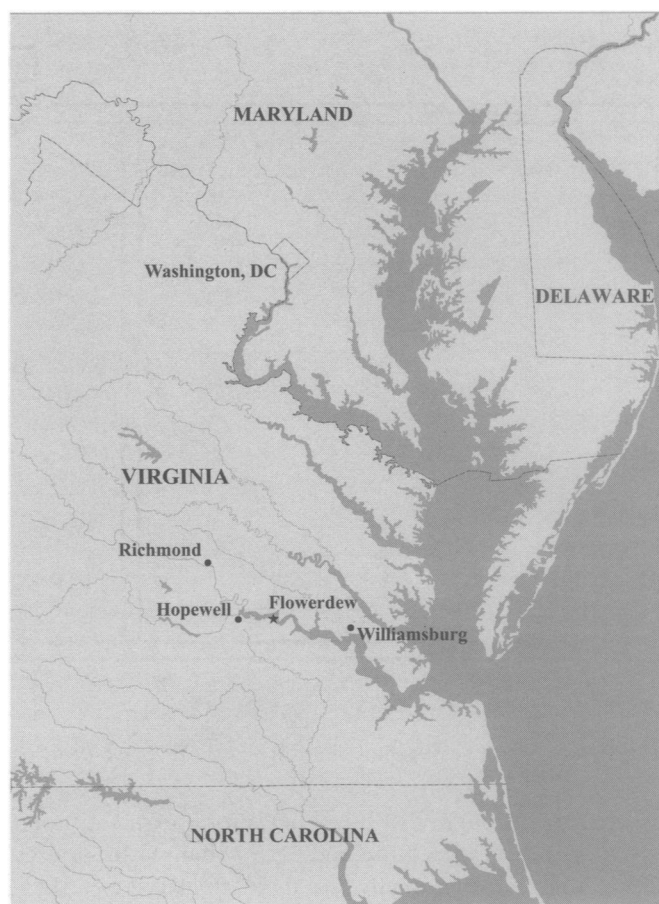 MARYLAND
Washington, DC
DELAWARE
VIRGINIA
Richmond
Hopewell
Flowerdew
Williamsburg
NORTH CAROLINA